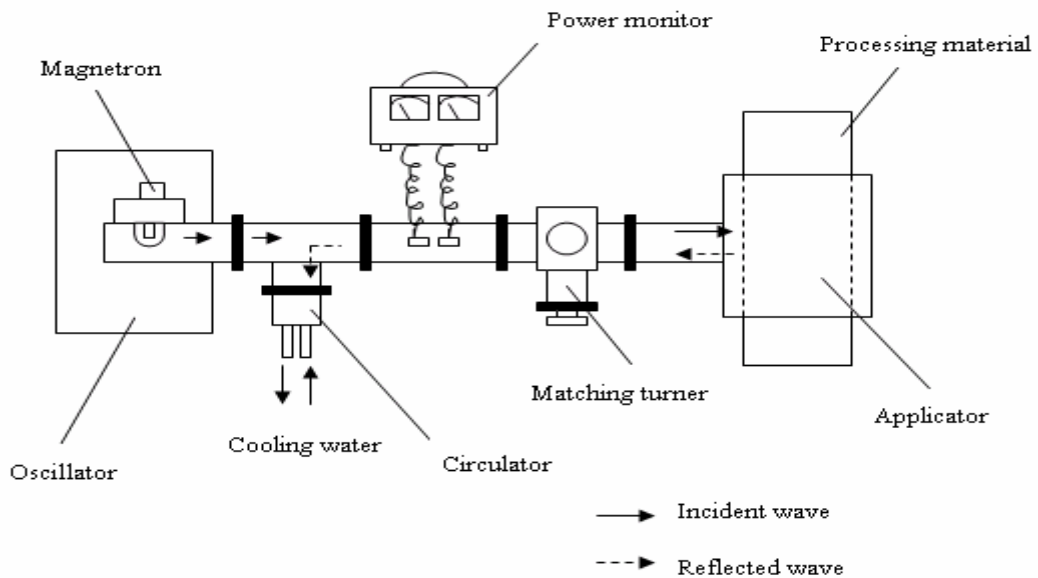 Power monitor
Processing material
Magnetron
Matching turner
Applicator
Cooling water
Circulator
Oscillator
Incident wave
Reflected wave